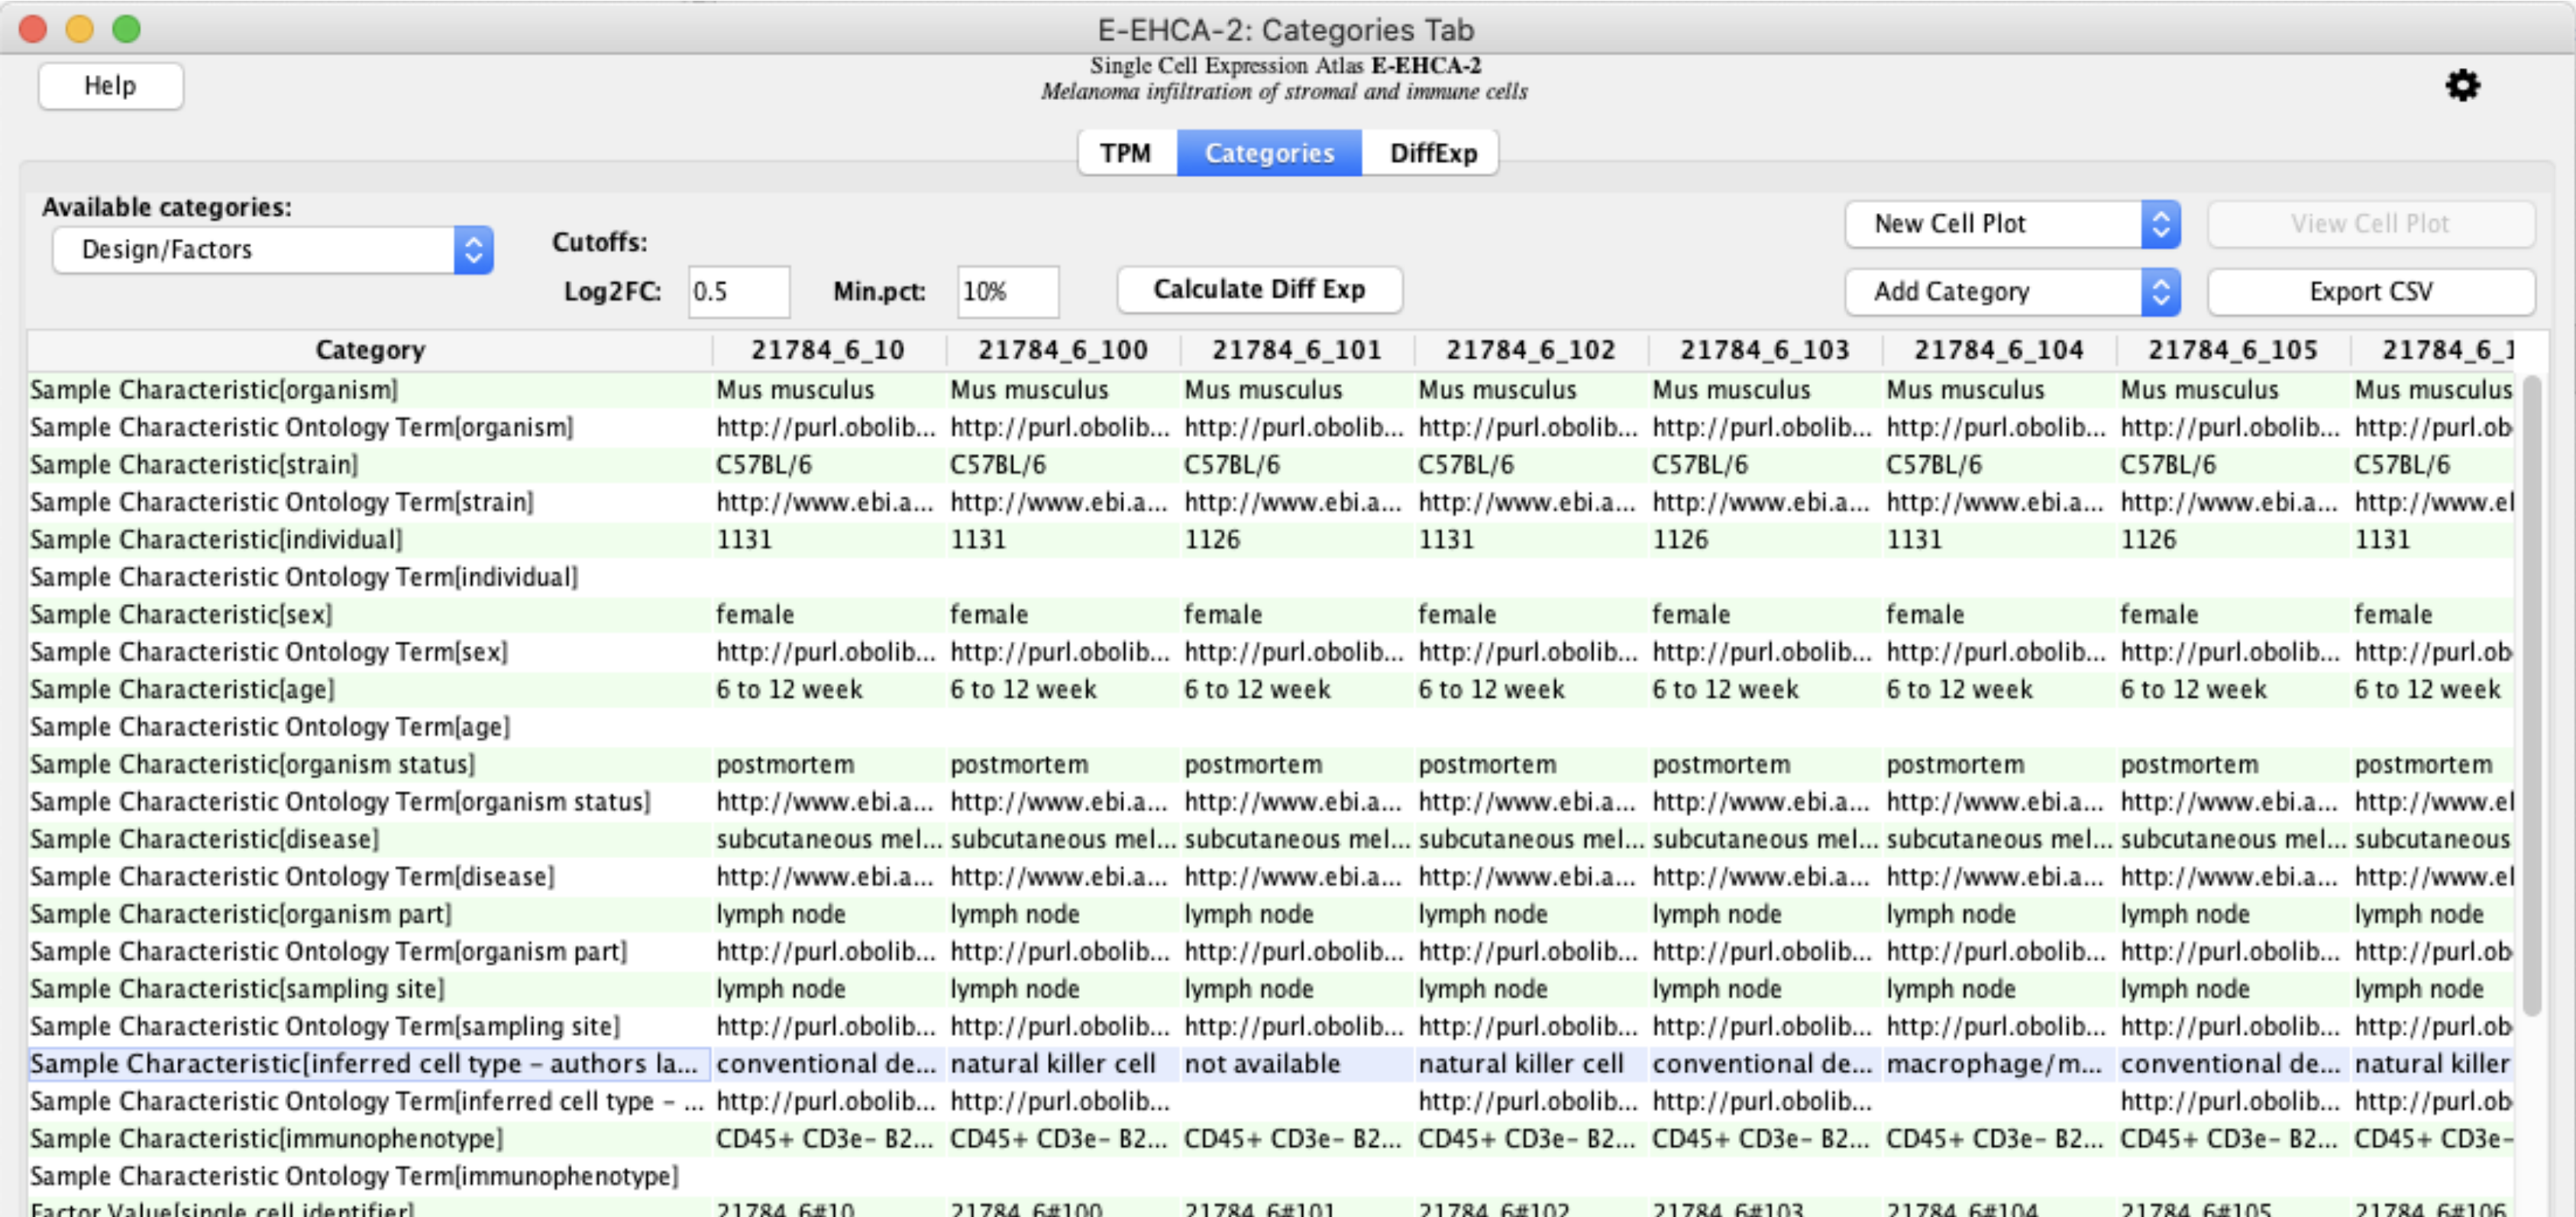 E-EHCA-2: Categories Tab
Help
Single Cell Expression Atlas E-EHCA-2
Melanoma infiltration of stromal and immune cells
TPM Categories DiffExp
Available categories:
Design/Factors
Cutoffs:
Log2FC: 0.5 Min.pct: 10% Calculate Diff Exp
New Cell Plot View Cell Plot
Add Category Export CSV
Category 21784_6_10 21784_6_100 21784_6_101 21784_6_102 21784_6_103 21784_6_104 21784_6_105 21784_6_1
Sample Characteristic[organism] Mus musculus Mus musculus Mus musculus Mus musculus Mus musculus Mus musculus Mus musculus Mus musculus
Sample Characteristic Ontology Term[organism] http://purl.obolib... http://purl.obolib... http://purl.obolib... http://purl.obolib... http://purl.obolib... http://purl.obolib... http://purl.obolib... http://purl.ob
Sample Characteristic[strain] C57BL/6 C57BL/6 C57BL/6 C57BL/6 C57BL/6 C57BL/6 C57BL/6 C57BL/6
Sample Characteristic Ontology Term[strain] http://www.ebi.a... http://www.ebi.a... http://www.ebi.a... http://www.ebi.a... http://www.ebi.a... http://www.ebi.a... http://www.ebi.a... http://www.el
Sample Characteristic[individual] 1131 1131 1126 1131 1126 1131 1126 1131
Sample Characteristic Ontology Term[individual]
Sample Characteristic[sex] female female female female female female female female
Sample Characteristic Ontology Term[sex] http://purl.obolib... http://purl.obolib... http://purl.obolib... http://purl.obolib... http://purl.obolib... http://purl.obolib... http://purl.obolib... http://purl.ob
Sample Characteristic[age] 6 to 12 week 6 to 12 week 6 to 12 week 6 to 12 week 6 to 12 week 6 to 12 week 6 to 12 week 6 to 12 week
Sample Characteristic Ontology Term[age]
Sample Characteristic[organism status] postmortem postmortem postmortem postmortem postmortem postmortem postmortem postmortem
Sample Characteristic Ontology Term[organism status] http://www.ebi.a... http://www.ebi.a... http://www.ebi.a... http://www.ebi.a... http://www.ebi.a... http://www.ebi.a... http://www.ebi.a... http://www.el
Sample Characteristic[disease] subcutaneous mel... subcutaneous mel... subcutaneous mel... subcutaneous mel... subcutaneous mel... subcutaneous mel... subcutaneous mel... subcutaneous
Sample Characteristic Ontology Term[disease] http://www.ebi.a... http://www.ebi.a... http://www.ebi.a... http://www.ebi.a... http://www.ebi.a... http://www.ebi.a... http://www.ebi.a... http://www.el
Sample Characteristic[organism part] lymph node lymph node lymph node lymph node lymph node lymph node lymph node lymph node
Sample Characteristic Ontology Term[organism part] http://purl.obolib... http://purl.obolib... http://purl.obolib... http://purl.obolib... http://purl.obolib... http://purl.obolib... http://purl.obolib... http://purl.ob
Sample Characteristic[sampling site] lymph node lymph node lymph node lymph node lymph node lymph node lymph node lymph node
Sample Characteristic Ontology Term[sampling site] http://purl.obolib... http://purl.obolib... http://purl.obolib... http://purl.obolib... http://purl.obolib... http://purl.obolib... http://purl.obolib... http://purl.ob
Sample Characteristic[inferred cell type – authors la... conventional de... natural killer cell not available natural killer cell conventional de... macrophage/m... conventional de... natural killer
Sample Characteristic Ontology Term[inferred cell type – ... http://purl.obolib... http://purl.obolib... http://purl.obolib... http://purl.obolib... http://purl.obolib... http://purl.ob
Sample Characteristic[immunophenotype] CD45+ CD3e- B2... CD45+ CD3e- B2... CD45+ CD3e- B2... CD45+ CD3e- B2... CD45+ CD3e- B2... CD45+ CD3e- B2... CD45+ CD3e- B2... CD45+ CD3e-
Sample Characteristic Ontology Term[immunophenotype]
Factor Value[single cell identifier] 21784_6#10 21784_6#100 21784_6#101 21784_6#102 21784_6#103 21784_6#104 21784_6#105 21784_6#106